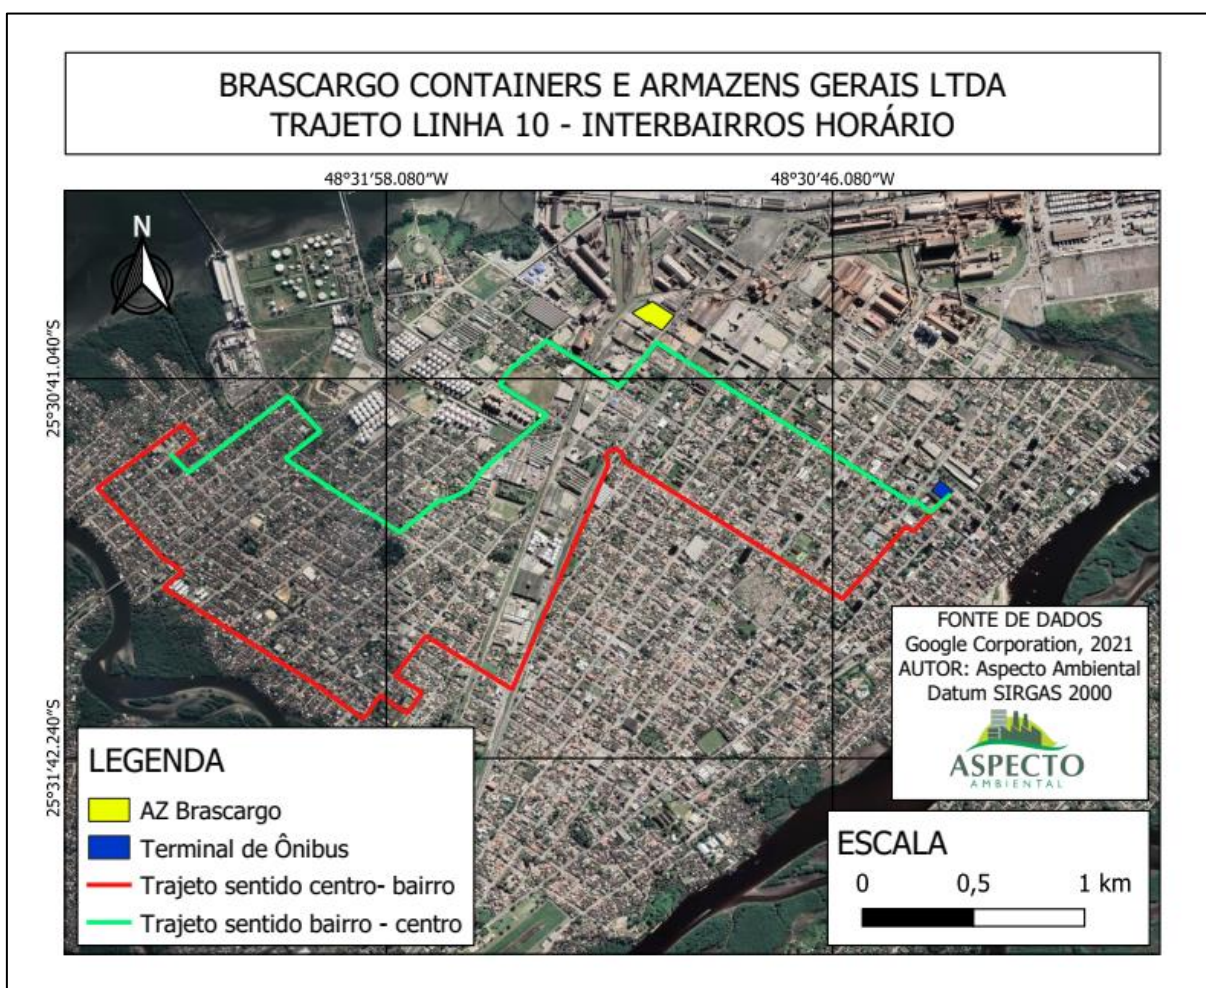 BRASCARGO CONTAINERS E ARMAZENS GERAIS LTDA
TRAJETO LINHA 10 - INTERBAIRROS HORÁRIO
48°31′58.080″W
48°30′46.080″W
N
25°30′41.040″S
25°31′42.240″S
FONTE DE DADOS
Google Corporation, 2021
AUTOR: Aspecto Ambiental
Datum SIRGAS 2000
ASPECTO
AMBIENTAL
LEGENDA
AZ Brascargo
Terminal de Ônibus
Trajeto sentido centro- bairro
Trajeto sentido bairro - centro
ESCALA
0 0,5 1 km